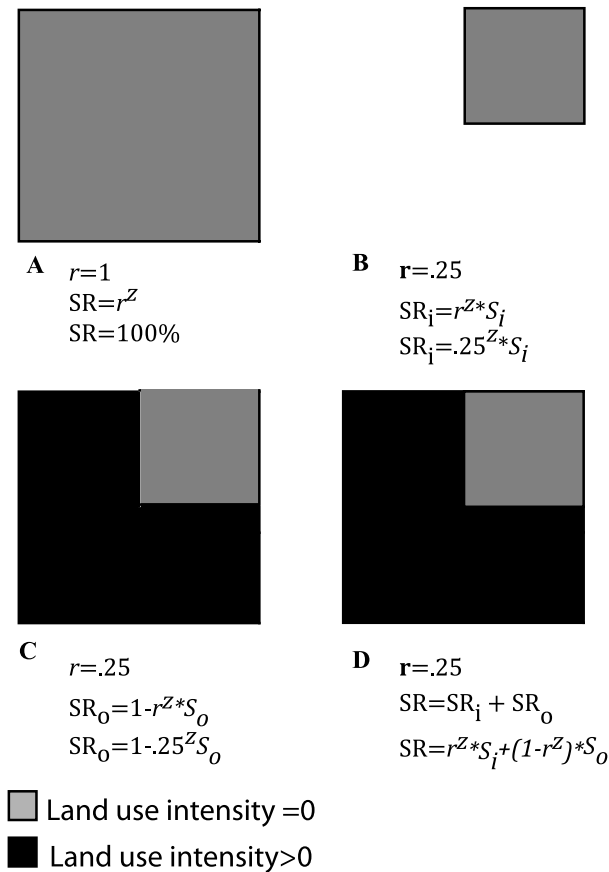 A r=1
SR=r^Z
SR=100%
B r=.25
SR_i=r^Z*S_i
SR_i=.25^Z*S_i
C r=.25
SR_o=1-r^Z*S_o
SR_o=1-.25^Z S_o
D r=.25
SR=SR_i + SR_o
SR=r^Z*S_i+(1-r^Z)*S_o
Land use intensity =0
Land use intensity>0